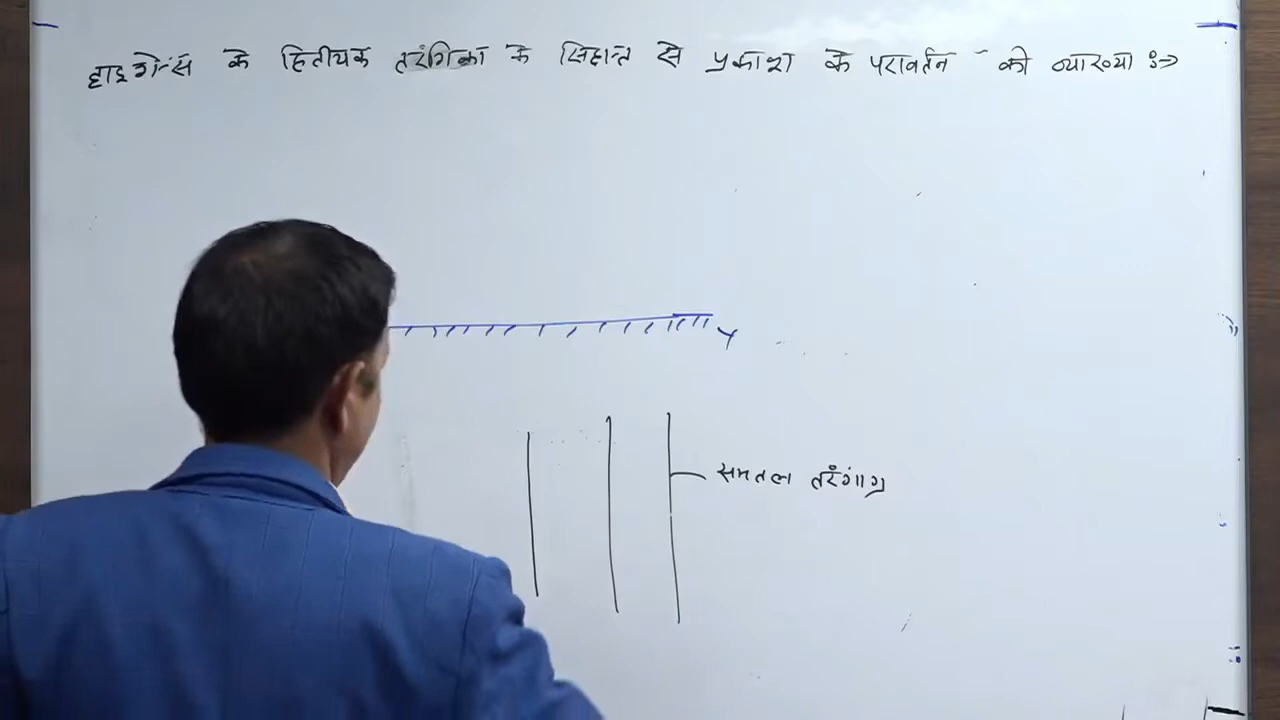 हाइगेन्स के द्वितीयक तरंगिका के सिद्धान्त से प्रकाश के परावर्तन की व्याख्या :→
Y
समतल तरंगाग्र